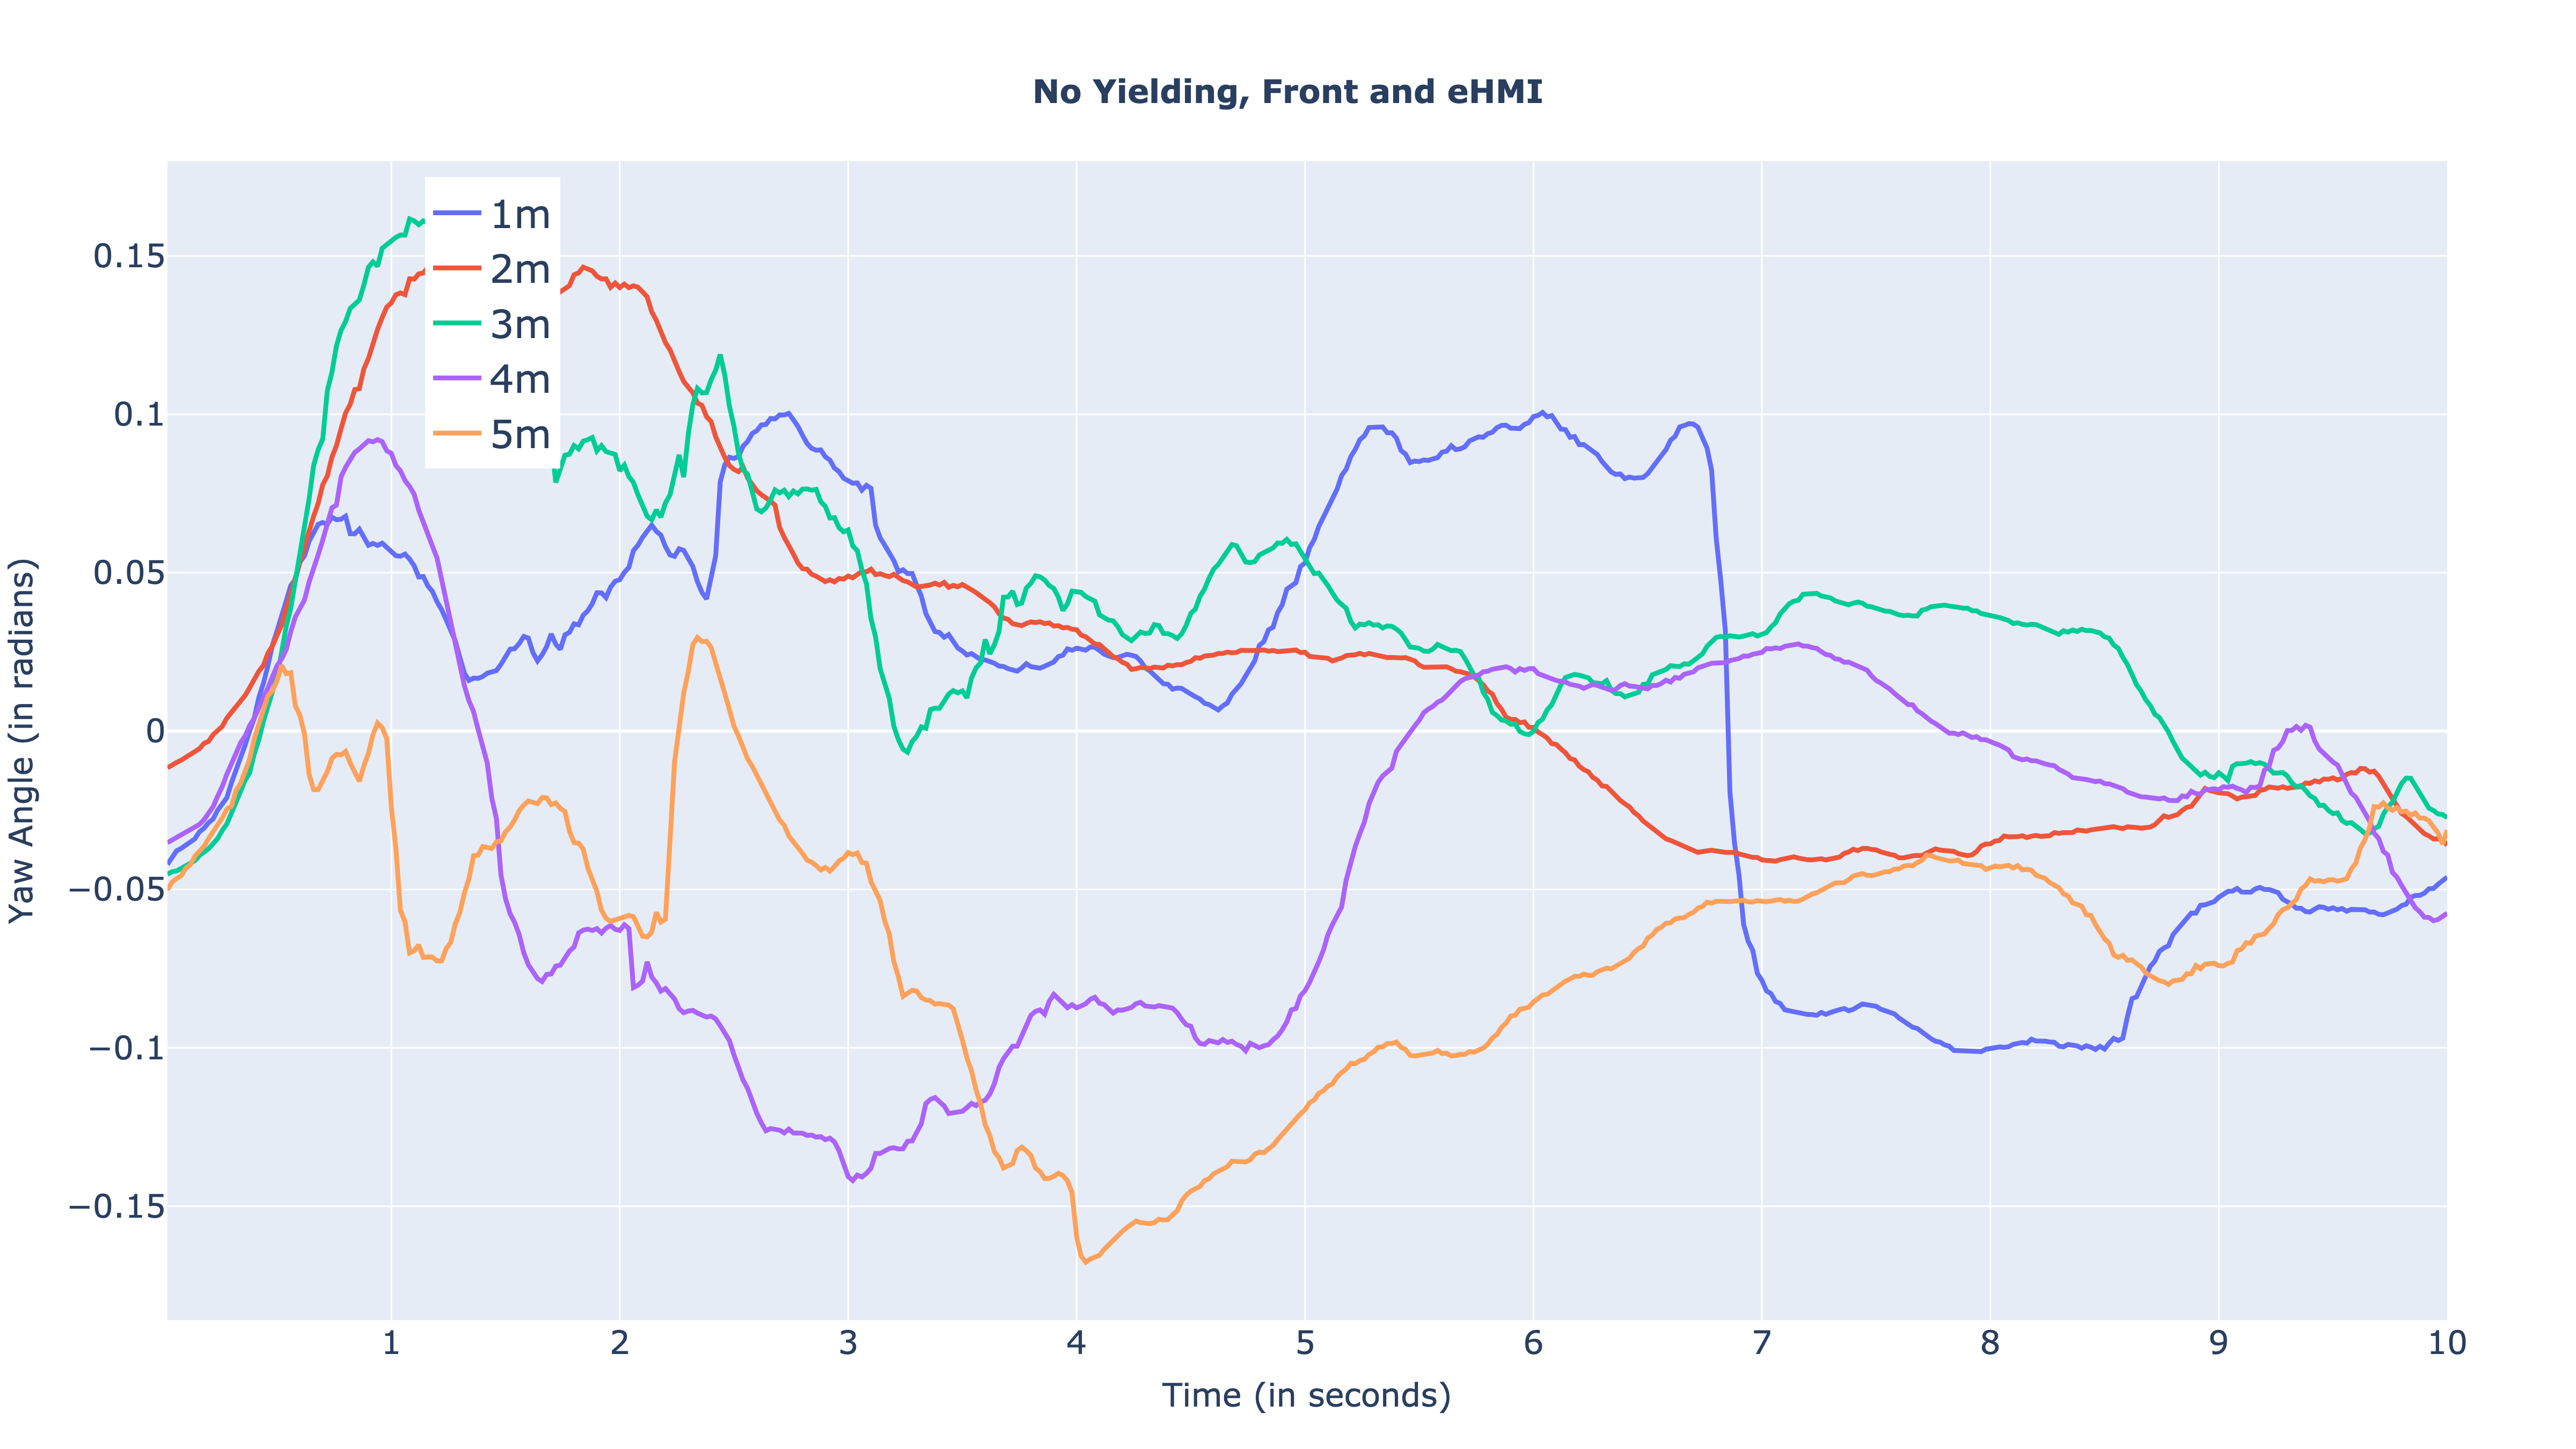 No Yielding, Front and eHMI
1m
2m
3m
4m
5m
0.15
0.1
0.05
0
−0.05
−0.1
−0.15
Yaw Angle (in radians)
1 2 3 4 5 6 7 8 9 10
Time (in seconds)